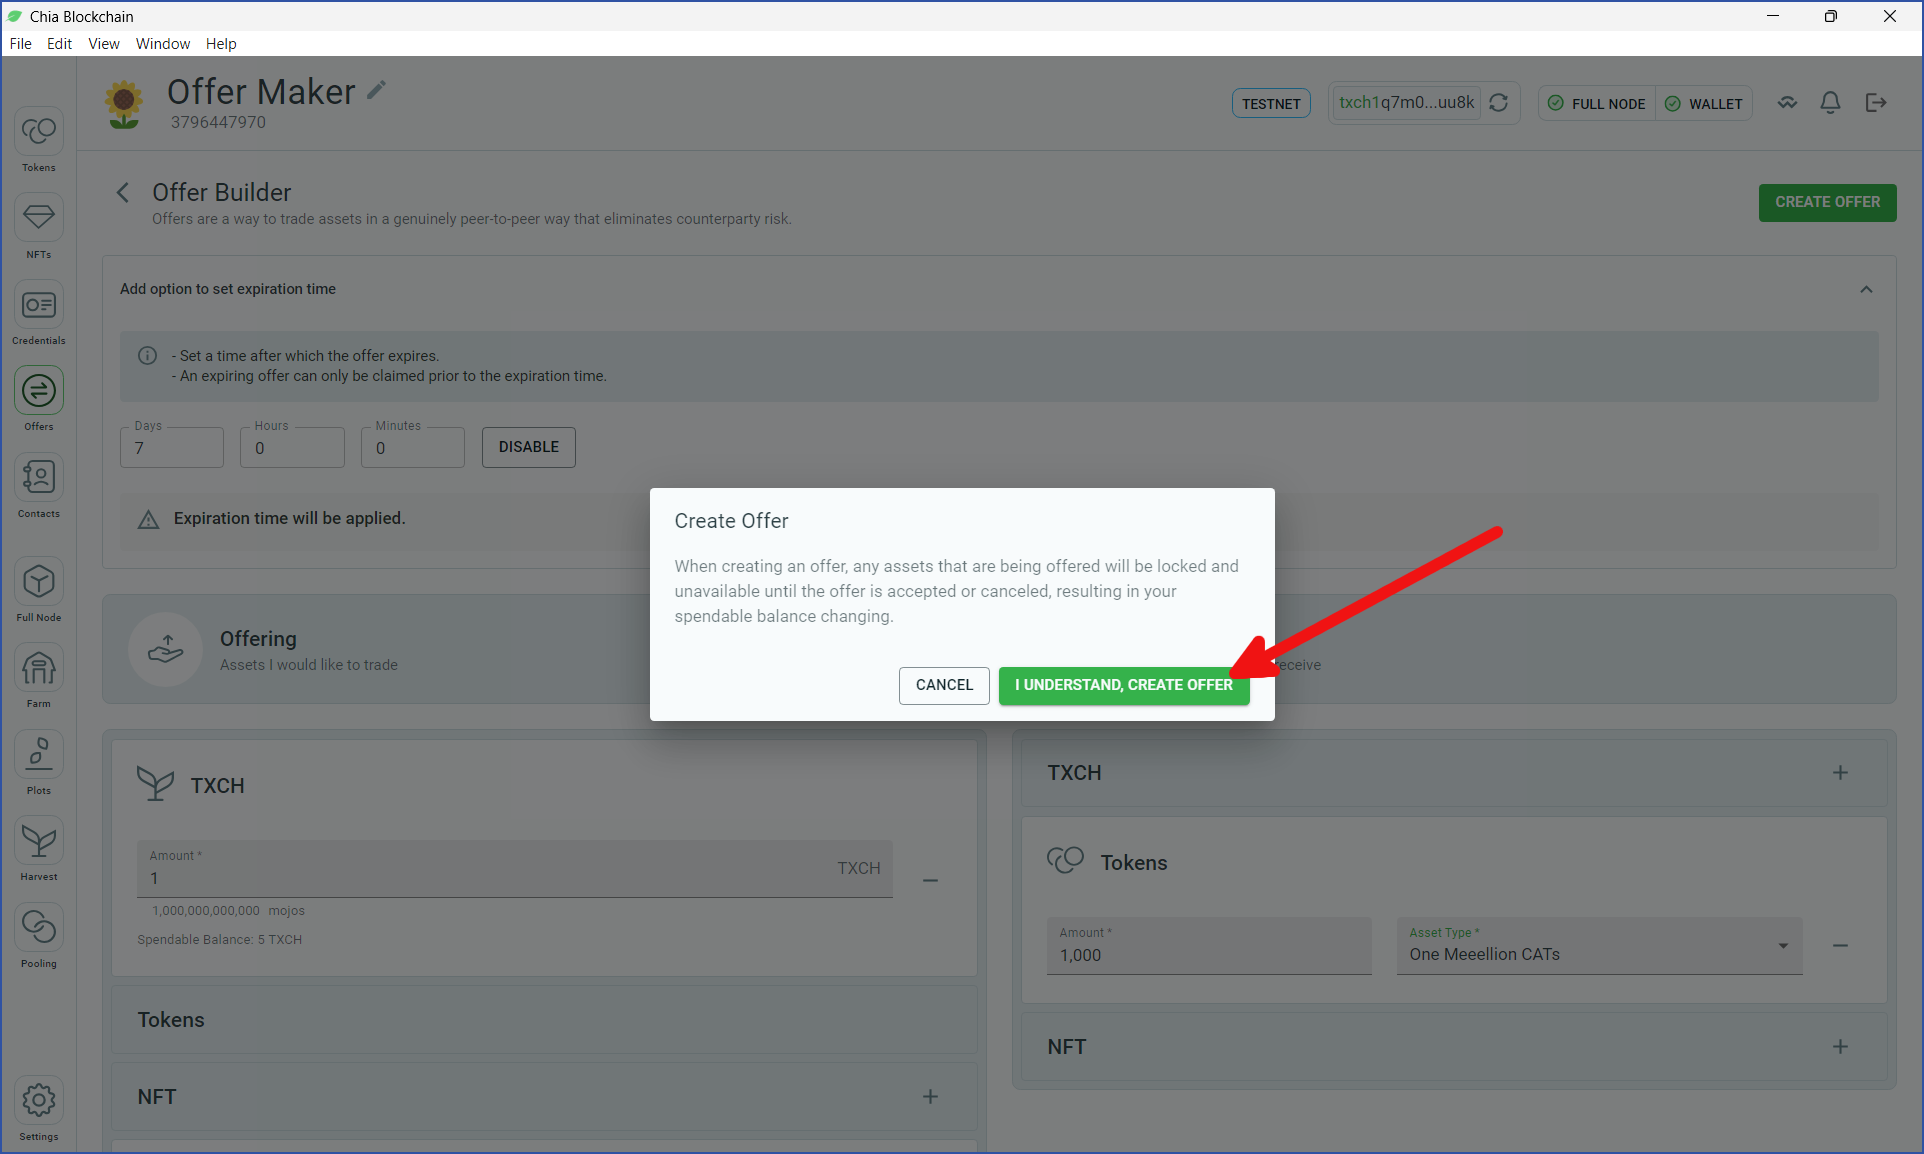 Chia Blockchain
File Edit View Window Help
Offer Maker
3796447970
TESTNET
txch1q7m0...uu8k
FULL NODE
WALLET
Tokens
NFTs
Credentials
Offers
Contacts
Full Node
Farm
Plots
Harvest
Pooling
Settings
Offer Builder
Offers are a way to trade assets in a genuinely peer-to-peer way that eliminates counterparty risk.
CREATE OFFER
Add option to set expiration time
- Set a time after which the offer expires.
- An expiring offer can only be claimed prior to the expiration time.
Days
7
Hours
0
Minutes
0
DISABLE
Expiration time will be applied.
Create Offer
When creating an offer, any assets that are being offered will be locked and
unavailable until the offer is accepted or canceled, resulting in your
spendable balance changing.
CANCEL
I UNDERSTAND, CREATE OFFER
Offering
Assets I would like to trade
receive
TXCH
Amount *
1
TXCH
1,000,000,000,000 mojos
Spendable Balance: 5 TXCH
Tokens
NFT
TXCH
Tokens
Amount *
1,000
Asset Type *
One Meeellion CATs
NFT